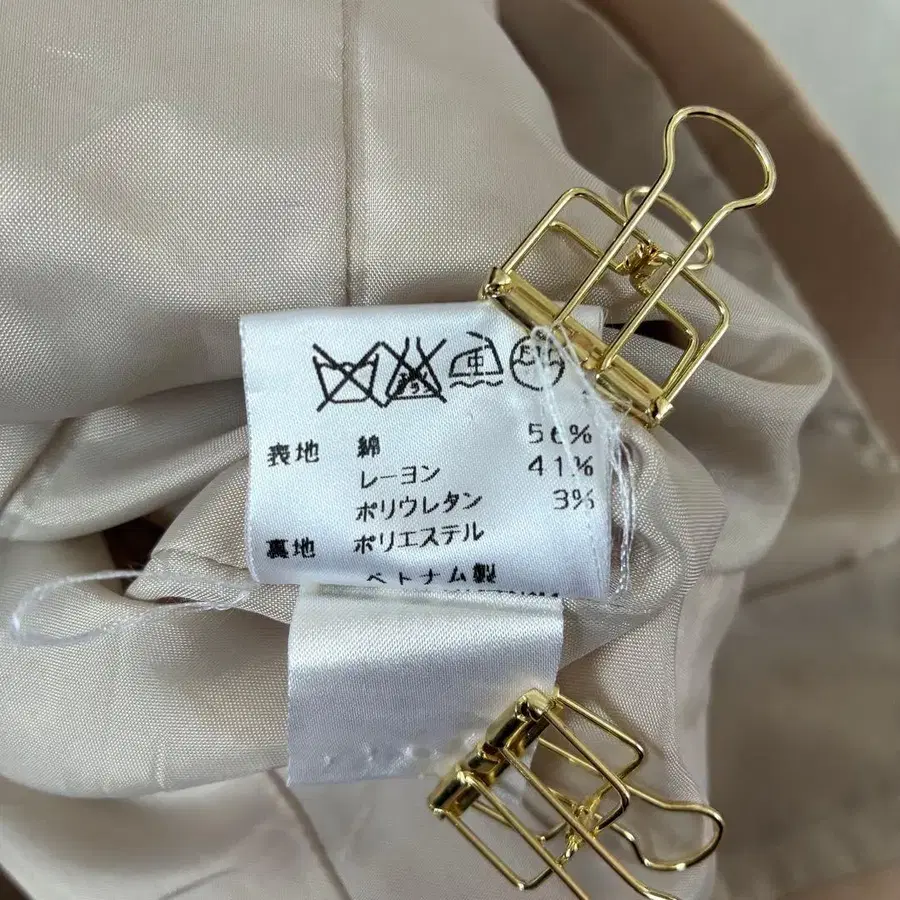 中
表地 綿 56%
レーヨン 41%
ポリウレタン 3%
裏地 ポリエステル
ベトナム製